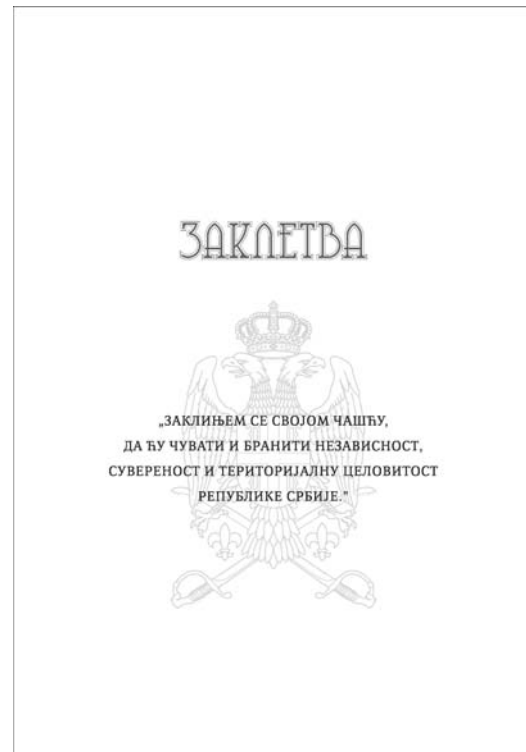 ЗАКЛЕТВА
„ЗАКЛИЊЕМ СЕ СВОЈОМ ЧАШЋУ,
ДА ЋУ ЧУВАТИ И БРАНИТИ НЕЗАВИСНОСТ,
СУВЕРЕНОСТ И ТЕРИТОРИЈАЛНУ ЦЕЛОВИТОСТ
РЕПУБЛИКЕ СРБИЈЕ.”